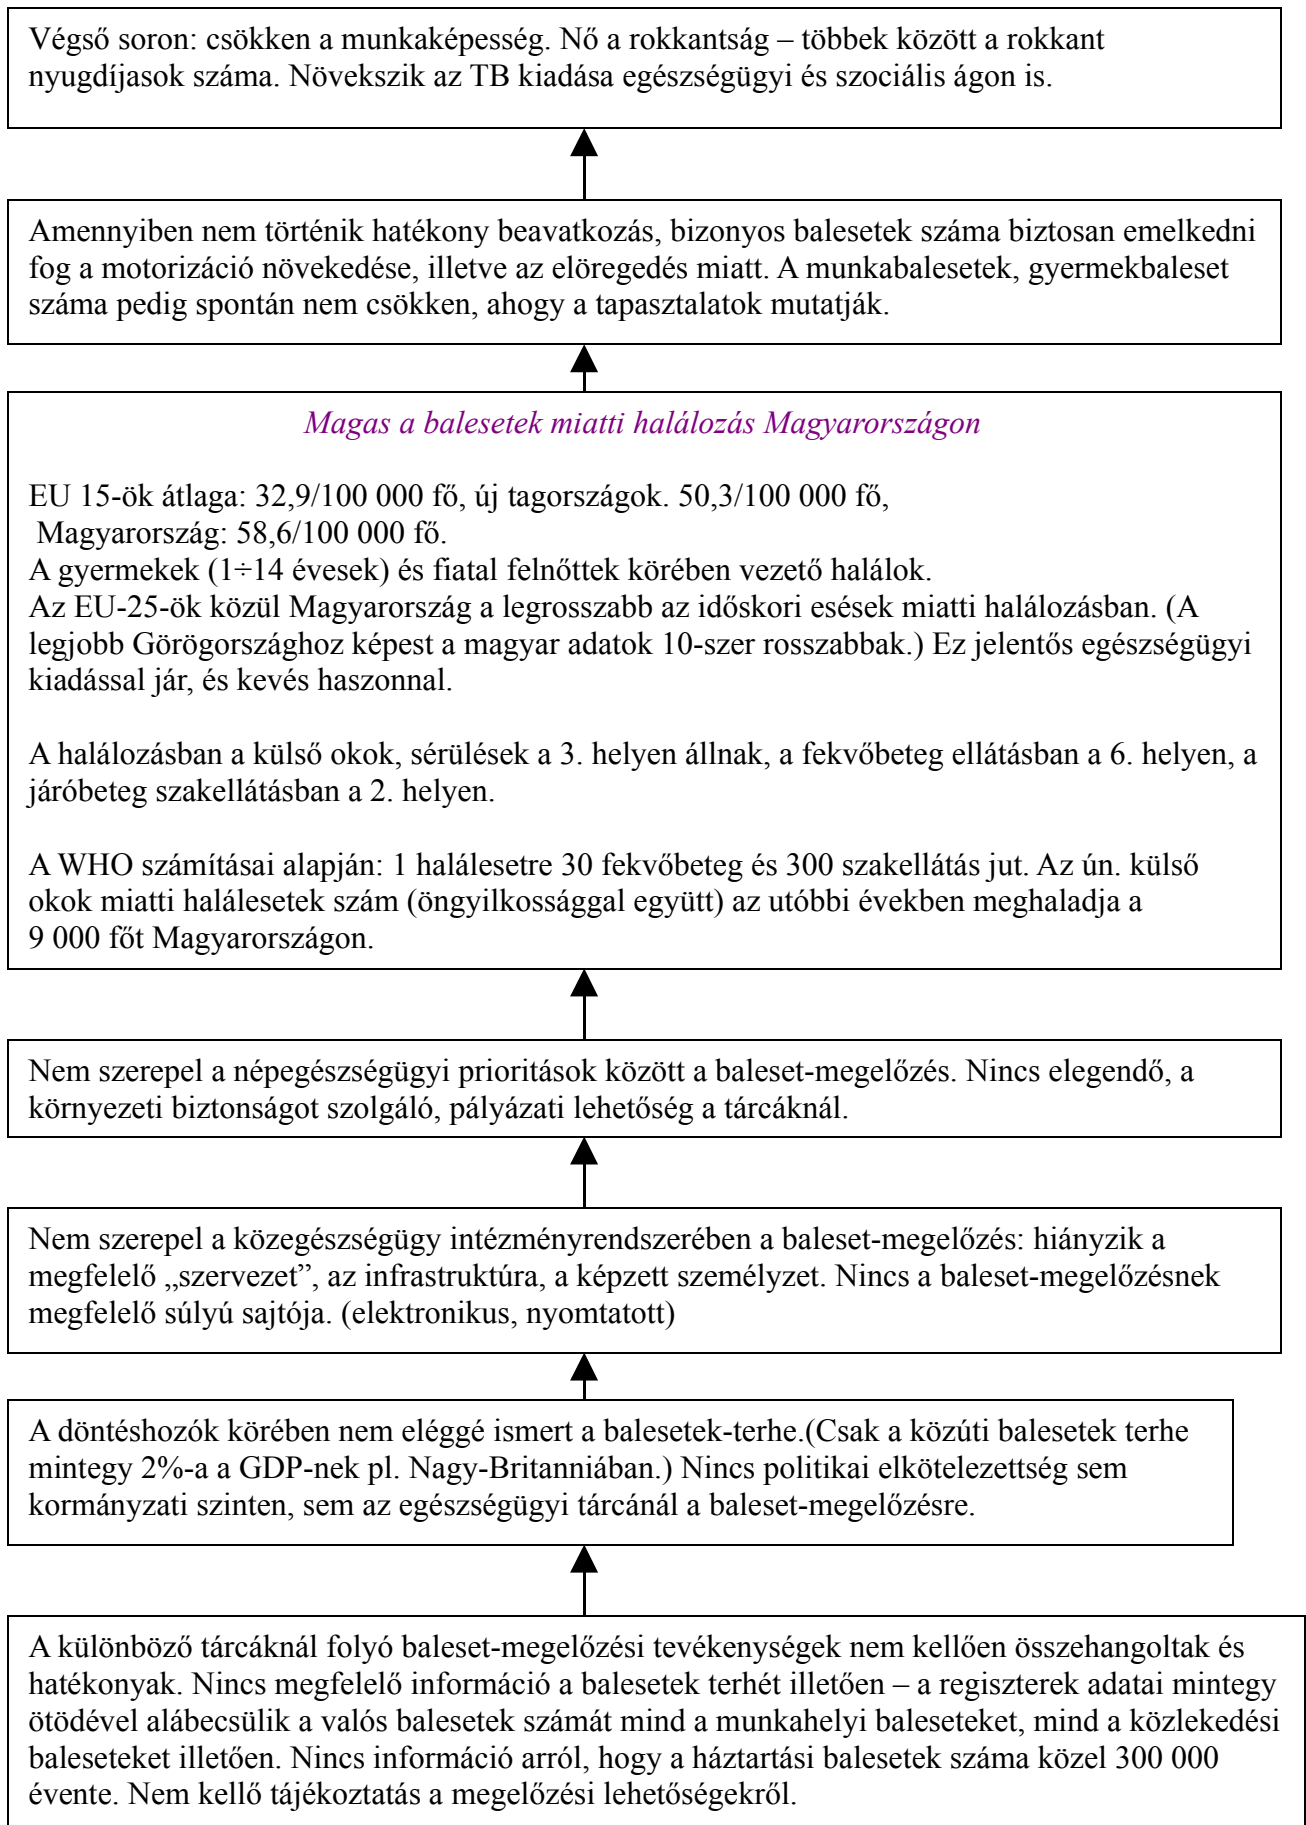 Végső soron: csökken a munkaképesség. Nő a rokkantság – többek között a rokkant
nyugdíjasok száma. Növekszik az TB kiadása egészségügyi és szociális ágon is.
Amennyiben nem történik hatékony beavatkozás, bizonyos balesetek száma biztosan emelkedni
fog a motorizáció növekedése, illetve az elöregedés miatt. A munkabalesetek, gyermekbaleset
száma pedig spontán nem csökken, ahogy a tapasztalatok mutatják.
Magas a balesetek miatti halálozás Magyarországon
EU 15-ök átlaga: 32,9/100 000 fő, új tagországok. 50,3/100 000 fő,
Magyarország: 58,6/100 000 fő.
A gyermekek (1÷14 évesek) és fiatal felnőttek körében vezető halálok.
Az EU-25-ök közül Magyarország a legrosszabb az időskori esések miatti halálozásban. (A
legjobb Görögországhoz képest a magyar adatok 10-szer rosszabbak.) Ez jelentős egészségügyi
kiadással jár, és kevés haszonnal.
A halálozásban a külső okok, sérülések a 3. helyen állnak, a fekvőbeteg ellátásban a 6. helyen, a
járóbeteg szakellátásban a 2. helyen.
A WHO számításai alapján: 1 halálesetre 30 fekvőbeteg és 300 szakellátás jut. Az ún. külső
okok miatti halálesetek szám (öngyilkossággal együtt) az utóbbi években meghaladja a
9 000 főt Magyarországon.
Nem szerepel a népegészségügyi prioritások között a baleset-megelőzés. Nincs elegendő, a
környezeti biztonságot szolgáló, pályázati lehetőség a tárcáknál.
Nem szerepel a közegészségügy intézményrendszerében a baleset-megelőzés: hiányzik a
megfelelő „szervezet”, az infrastruktúra, a képzett személyzet. Nincs a baleset-megelőzésnek
megfelelő súlyú sajtója. (elektronikus, nyomtatott)
A döntéshozók körében nem eléggé ismert a balesetek-terhe.(Csak a közúti balesetek terhe
mintegy 2%-a a GDP-nek pl. Nagy-Britanniában.) Nincs politikai elkötelezettség sem
kormányzati szinten, sem az egészségügyi tárcánál a baleset-megelőzésre.
A különböző tárcáknál folyó baleset-megelőzési tevékenységek nem kellően összehangoltak és
hatékonyak. Nincs megfelelő információ a balesetek terhét illetően – a regiszterek adatai mintegy
ötödével alábecsülik a valós balesetek számát mind a munkahelyi baleseteket, mind a közlekedési
baleseteket illetően. Nincs információ arról, hogy a háztartási balesetek száma közel 300 000
évente. Nem kellő tájékoztatás a megelőzési lehetőségekről.